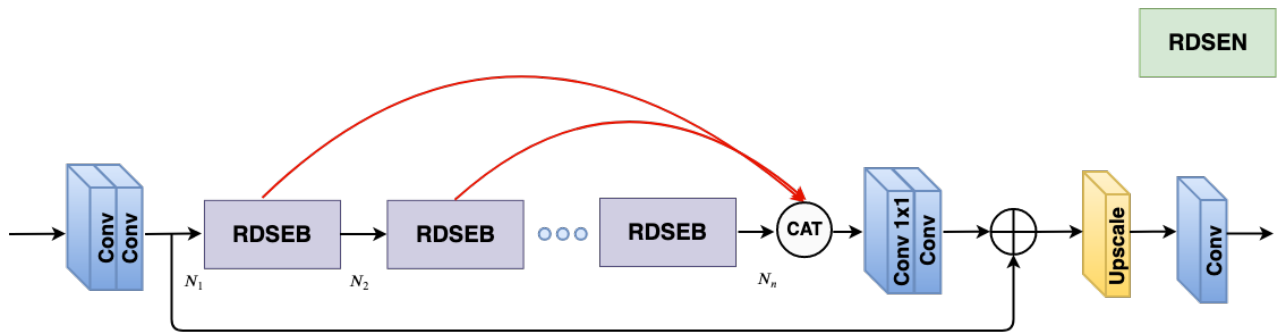 RDSEN
Conv
Conv
RDSEB
RDSEB
RDSEB
CAT
Conv 1x1
Conv
Upscale
Conv
N1
N2
Nn